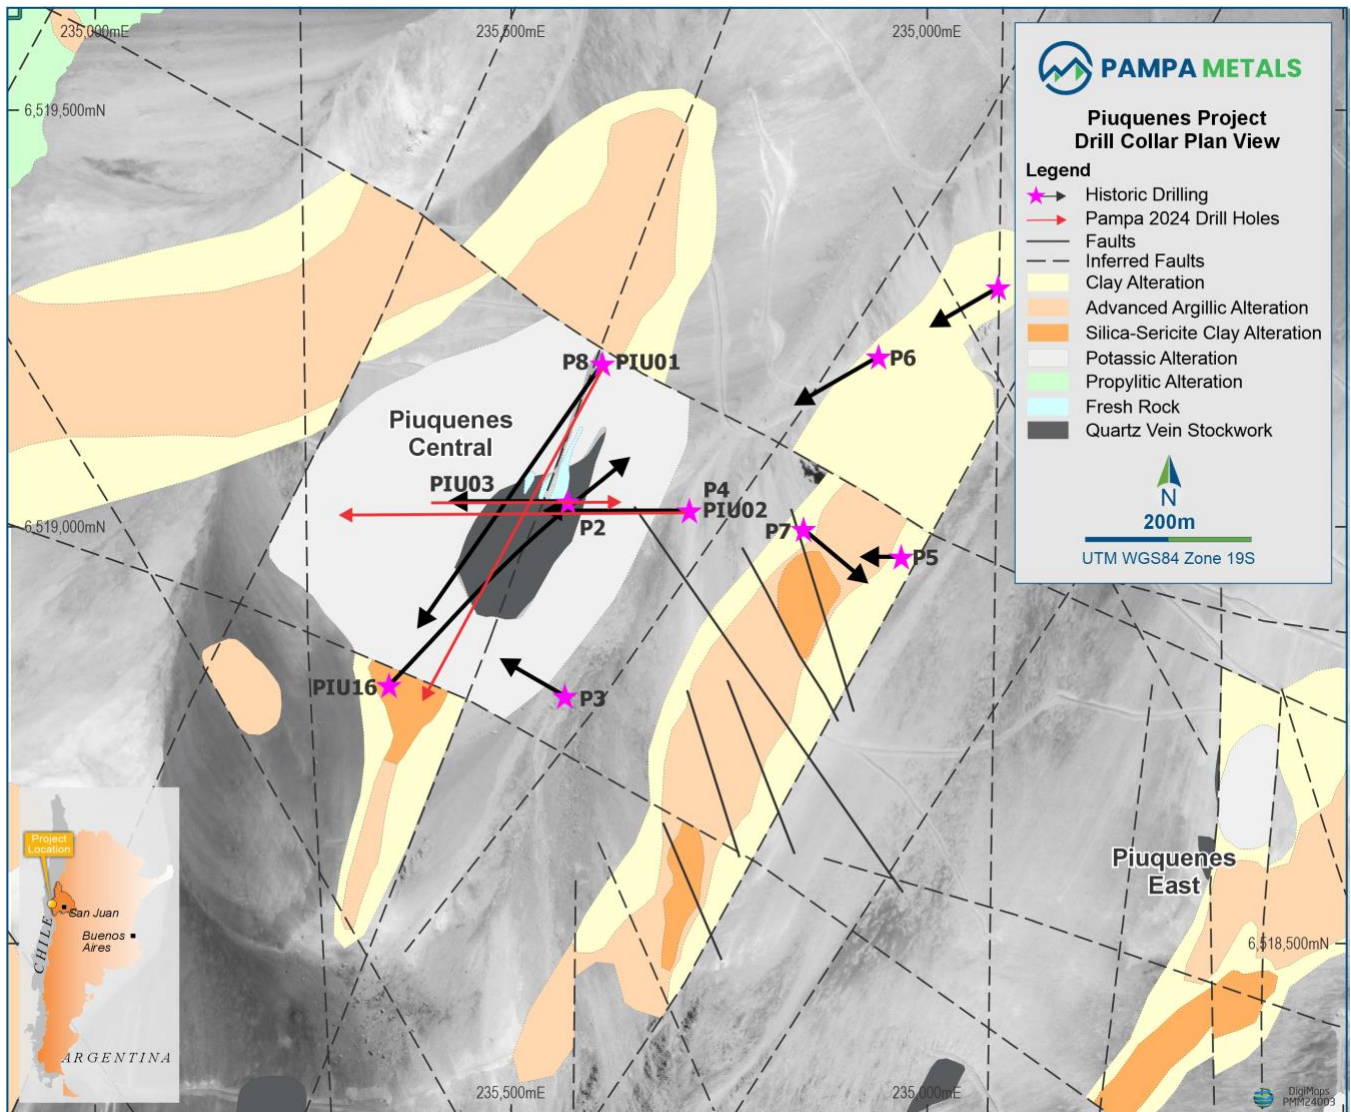 235,000mE
235,500mE
235,000mE
6,519,500mN
PAMPA METALS
Piuquenes Project
Drill Collar Plan View
Legend
Historic Drilling
Pampa 2024 Drill Holes
Faults
Inferred Faults
Clay Alteration
Advanced Argillic Alteration
Silica-Sericite Clay Alteration
Potassic Alteration
Propylitic Alteration
Fresh Rock
Quartz Vein Stockwork
N
200m
UTM WGS84 Zone 19S
P8
PIU01
P6
Piuquenes
Central
PIU03
P4
PIU02
P2
P7
P5
6,519,000mN
PIU16
P3
Project
Location
San Juan
Buenos
Aires
CHILE
ARGENTINA
Piuquenes
East
6,518,500mN
235,500mE
235,000mE
DigiMaps
PMM24003